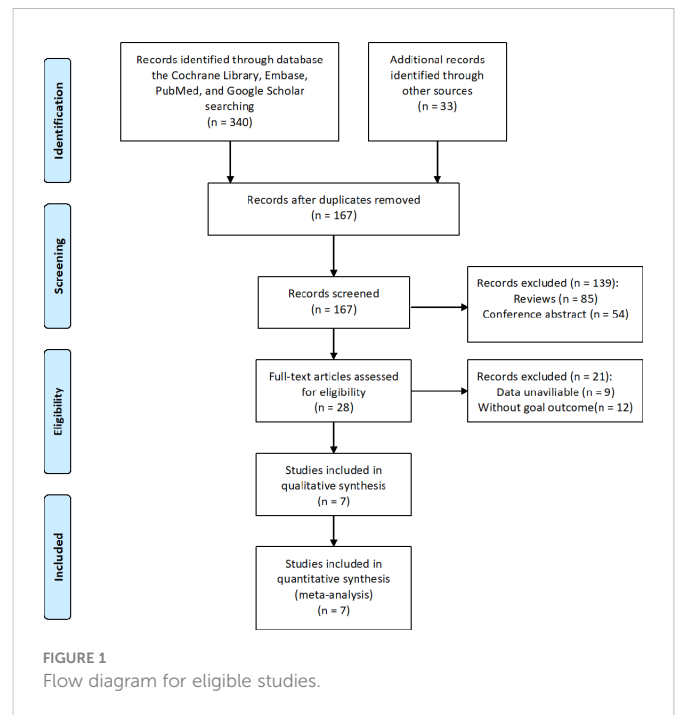 Identification
Records identified through database
the Cochrane Library, Embase,
PubMed, and Google Scholar
searching
(n = 340)
Additional records
identified through
other sources
(n = 33)
Records after duplicates removed
(n = 167)
Screening
Records screened
(n = 167)
Records excluded (n = 139):
Reviews (n = 85)
Conference abstract (n = 54)
Eligibility
Full-text articles assessed
for eligibility
(n = 28)
Records excluded (n = 21):
Data unaviliable (n = 9)
Without goal outcome(n = 12)
Studies included in
qualitative synthesis
(n = 7)
Included
Studies included in
quantitative synthesis
(meta-analysis)
(n = 7)
FIGURE 1
Flow diagram for eligible studies.